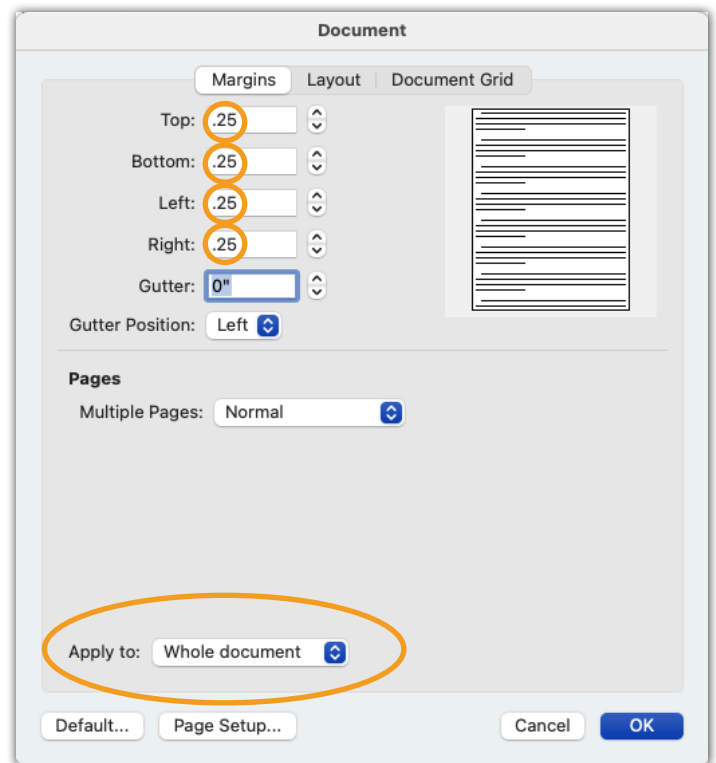 Document
Margins Layout Document Grid
Top: .25
Bottom: .25
Left: .25
Right: .25
Gutter: 0"
Gutter Position: Left
Pages
Multiple Pages: Normal
Apply to: Whole document
Default... Page Setup... Cancel OK